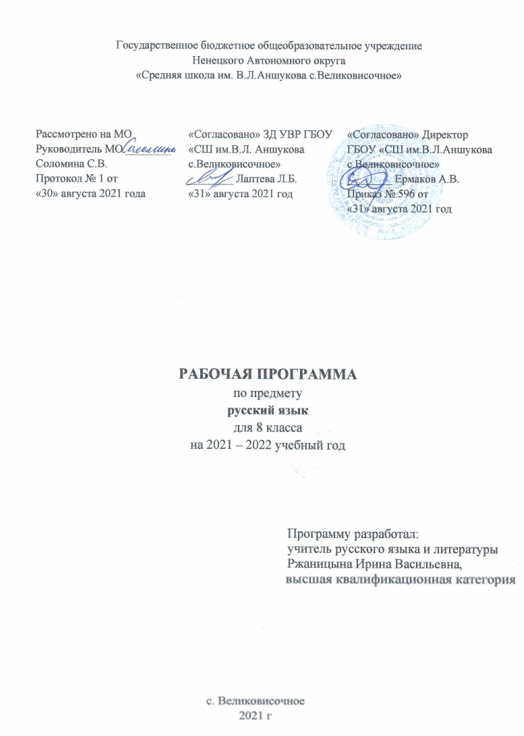 Государственное бюджетное общеобразовательное учреждение
Ненецкого Автономного округа
«Средняя школа им. В.Л.Аншукова с.Великовисочное»
Рассмотрено на МО
Руководитель МО
Соломина С.В.
Протокол № 1 от
«30» августа 2021 года
«Согласовано» ЗД УВР ГБОУ
«СШ им.В.Л. Аншукова
с.Великовисочное»
Лаптева Л.Б.
«31» августа 2021 год
«Согласовано» Директор
ГБОУ «СШ им.В.Л.Аншукова
с.Великовисочное»
Ермаков А.В.
Приказ № 596 от
«31» августа 2021 год
РАБОЧАЯ ПРОГРАММА
по предмету
русский язык
для 8 класса
на 2021 – 2022 учебный год
Программу разработал:
учитель русского языка и литературы
Ржаницына Ирина Васильевна,
высшая квалификационная категория
с. Великовисочное
2021 г